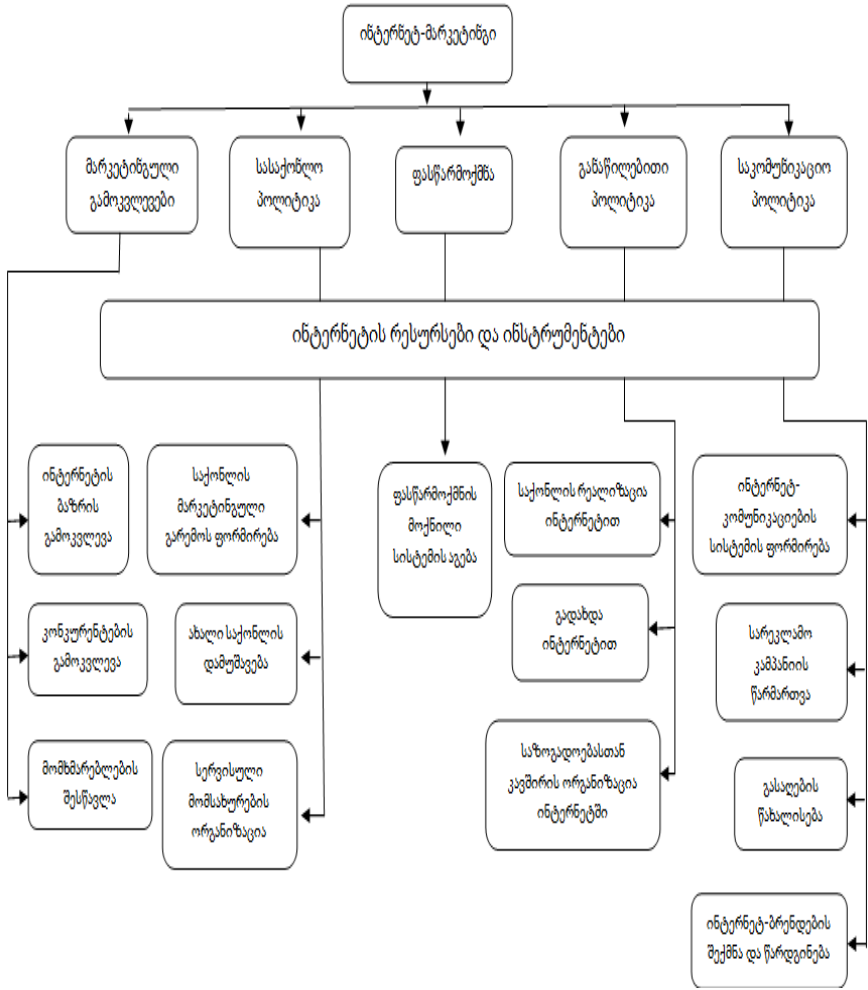 ინტერნეტ-მარკეტინგი
მარკეტინგული
გამოკვლევები
სასაქონლო
პოლიტიკა
ფასწარმოქმნა
განაწილებითი
პოლიტიკა
საკომუნიკაციო
პოლიტიკა
ინტერნეტის რესურსები და ინსტრუმენტები
ინტერნეტის
ბაზრის
გამოკვლევა
საქონლის
მარკეტინგული
გარემოს ფორმირება
ფასწარმოქმნის
მოქნილი
სისტემის აგება
საქონლის რეალიზაცია
ინტერნეტით
ინტერნეტ-
კომუნიკაციების
სისტემის ფორმირება
კონკურენტების
გამოკვლევა
ახალი საქონლის
დამუშავება
გადახდა
ინტერნეტით
სარეკლამო
კამპანიის
წარმართვა
მომხმარებლების
შესწავლა
სერვისული
მომსახურების
ორგანიზაცია
საზოგადოებასთან
კავშირის ორგანიზაცია
ინტერნეტში
გასაღების
წახალისება
ინტერნეტ-ბრენდების
შექმნა და წარდგინება